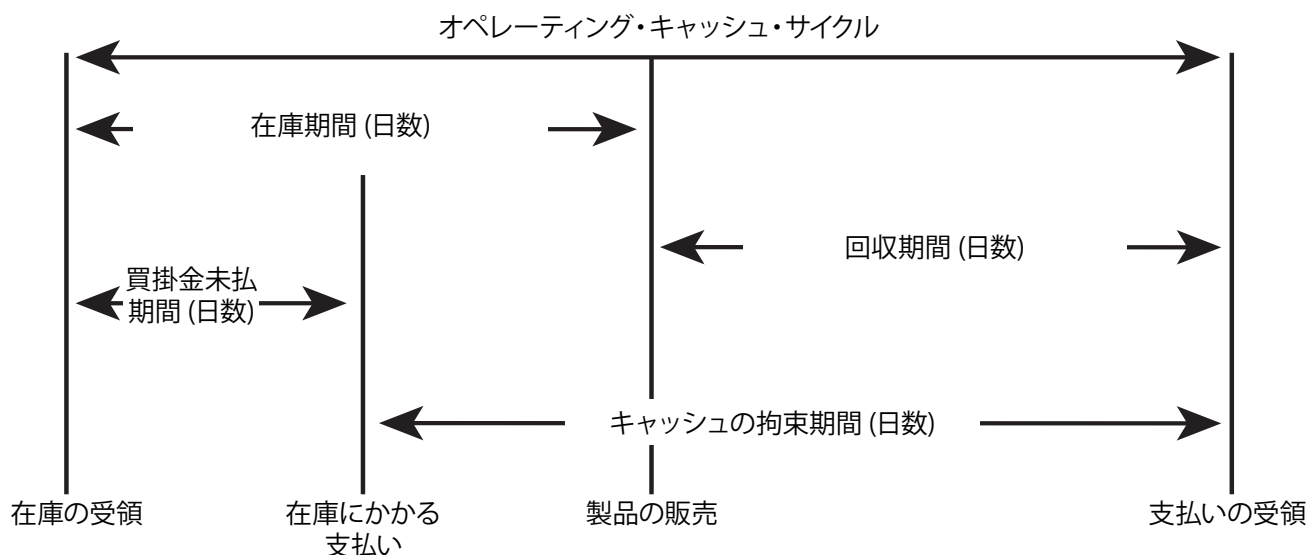 オペレーティング・キャッシュ・サイクル
在庫期間 (日数)
回収期間 (日数)
買掛金未払
期間 (日数)
キャッシュの拘束期間 (日数)
在庫の受領
在庫にかかる
支払い
製品の販売
支払いの受領